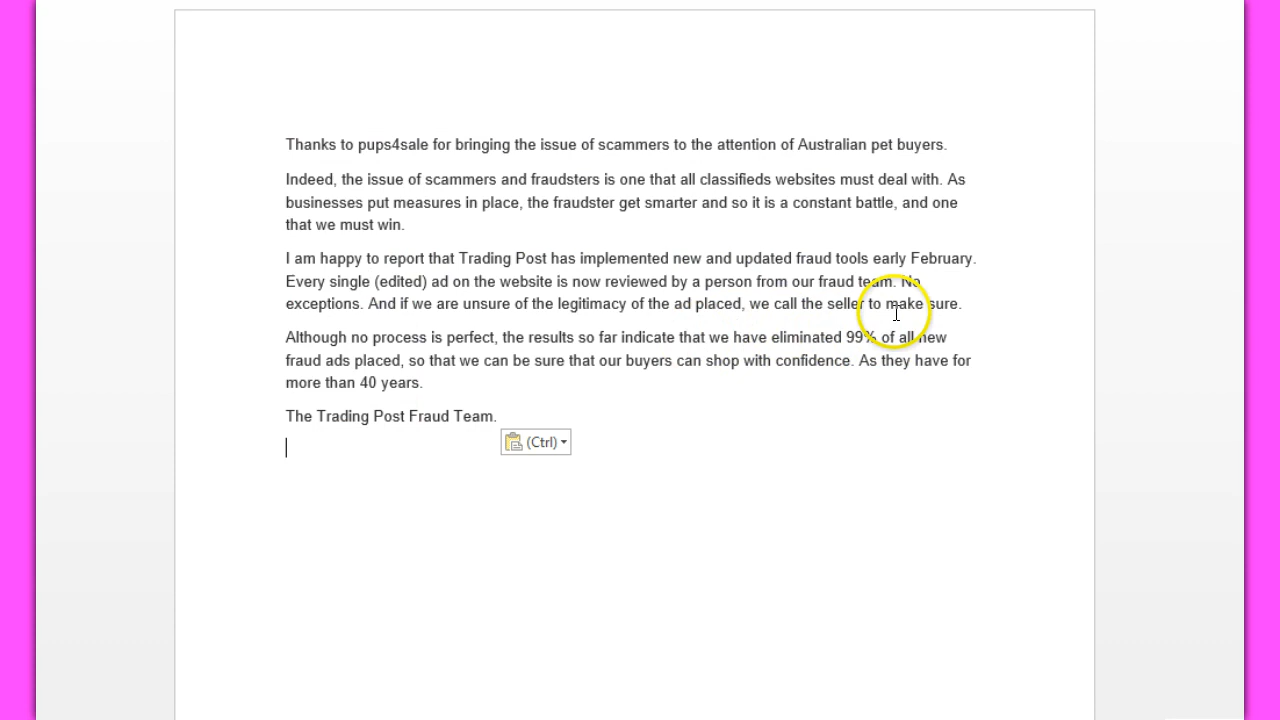 Thanks to pups4sale for bringing the issue of scammers to the attention of Australian pet buyers.
Indeed, the issue of scammers and fraudsters is one that all classifieds websites must deal with. As
businesses put measures in place, the fraudster get smarter and so it is a constant battle, and one
that we must win.
I am happy to report that Trading Post has implemented new and updated fraud tools early February.
Every single (edited) ad on the website is now reviewed by a person from our fraud team. No
exceptions. And if we are unsure of the legitimacy of the ad placed, we call the seller to make sure.
Although no process is perfect, the results so far indicate that we have eliminated 99% of all new
fraud ads placed, so that we can be sure that our buyers can shop with confidence. As they have for
more than 40 years.
The Trading Post Fraud Team.
(Ctrl)